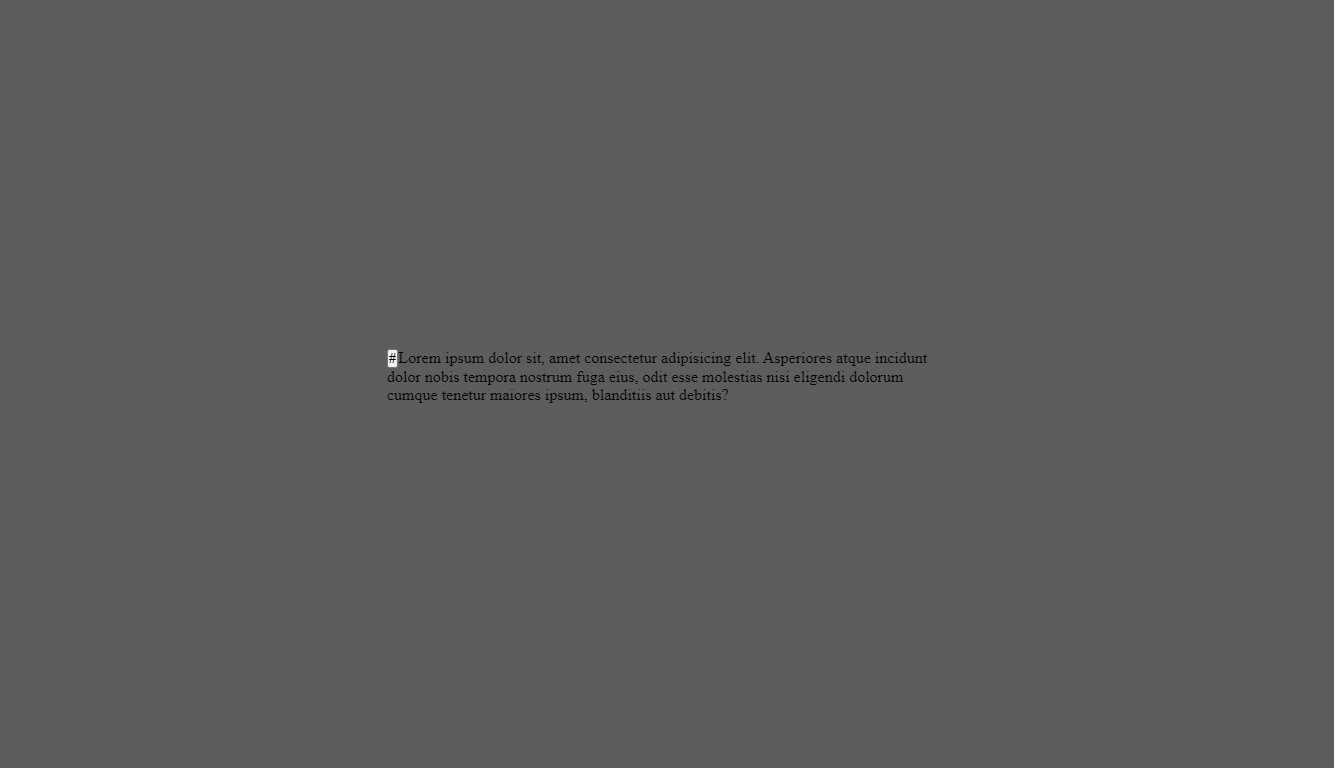 #Lorem ipsum dolor sit, amet consectetur adipisicing elit. Asperiores atque incidunt
dolor nobis tempora nostrum fuga eius, odit esse molestias nisi eligendi dolorum
cumque tenetur maiores ipsum, blanditiis aut debitis?